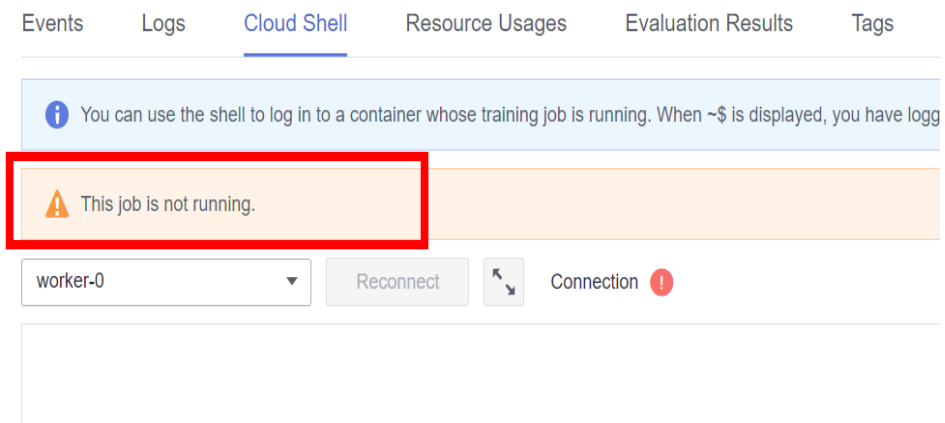 Events Logs Cloud Shell Resource Usages Evaluation Results Tags
You can use the shell to log in to a container whose training job is running. When ~$ is displayed, you have logg
This job is not running.
worker-0 Reconnect Connection